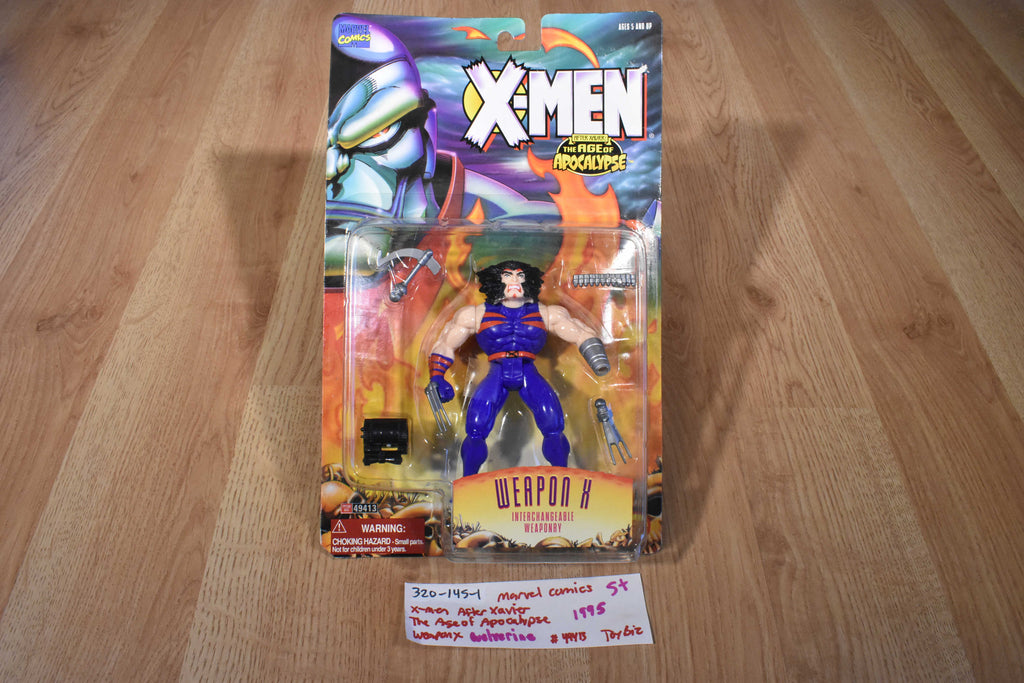 MARVEL
COMICS
AGES 5 AND UP
X-MEN
AFTER XAVIER:
THE AGE OF
APOCALYPSE
49413
WARNING:
CHOKING HAZARD - Small parts.
Not for children under 3 years.
WEAPON X
INTERCHANGEABLE
WEAPONRY
320-145-1 Marvel Comics 5+
X-men After Xavier 1995
The Age of Apocalypse
Weapon X Wolverine #49413 Toy Biz